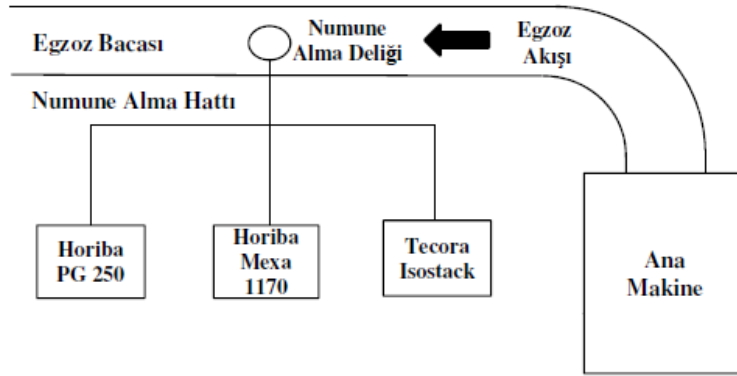 Egzoz Bacası
Numune
Alma Deliği
Egzoz
Akışı
Numune Alma Hattı
Horiba
PG 250
Horiba
Mexa
1170
Tecora
Isostack
Ana
Makine